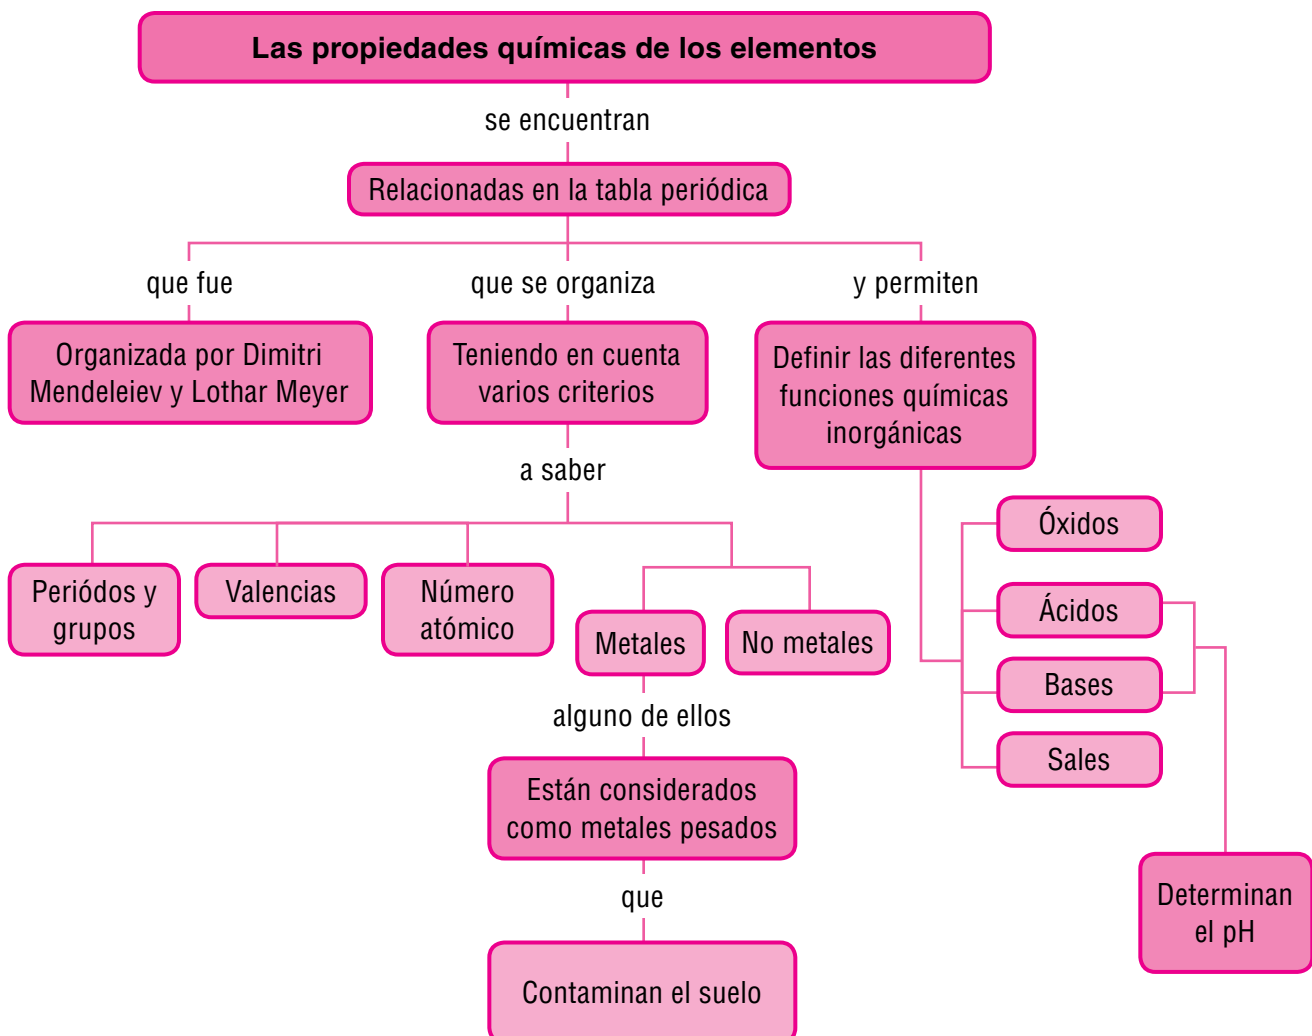 Las propiedades químicas de los elementos
se encuentran
Relacionadas en la tabla periódica
que fue
que se organiza
y permiten
Organizada por Dimitri
Mendeleiev y Lothar Meyer
Teniendo en cuenta
varios criterios
Definir las diferentes
funciones químicas
inorgánicas
a saber
Periódos y
grupos
Valencias
Número
atómico
Metales
No metales
Óxidos
Ácidos
Bases
Sales
alguno de ellos
Están considerados
como metales pesados
que
Contaminan el suelo
Determinan
el pH